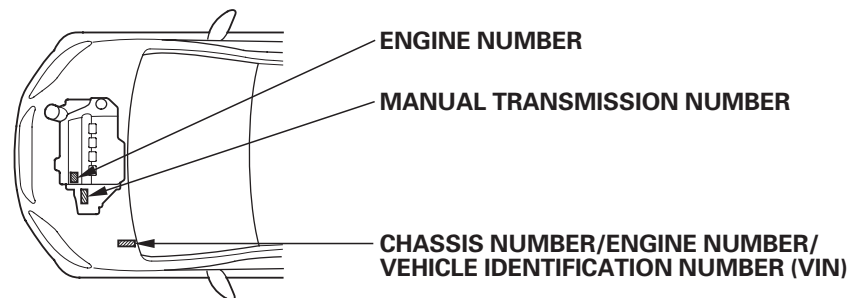 ENGINE NUMBER
MANUAL TRANSMISSION NUMBER
CHASSIS NUMBER/ENGINE NUMBER/
VEHICLE IDENTIFICATION NUMBER (VIN)